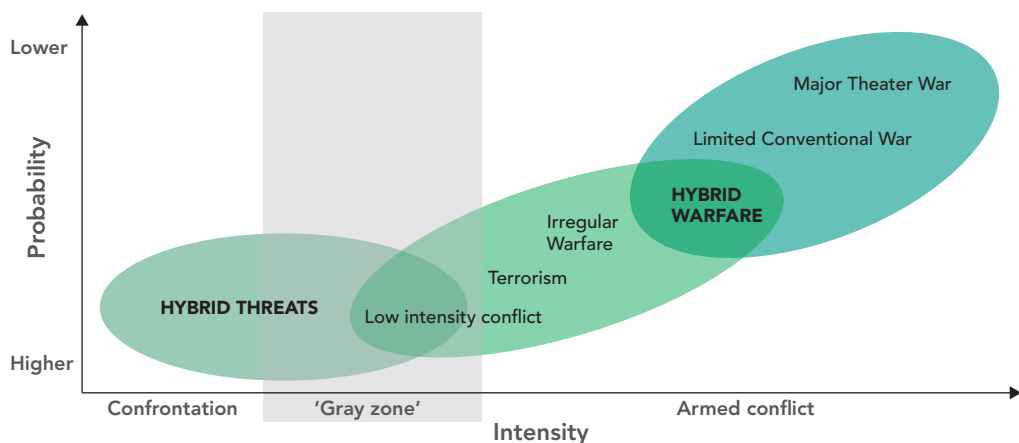 Lower
Probability
Higher
Major Theater War
Limited Conventional War
HYBRID
WARFARE
Irregular
Warfare
Terrorism
HYBRID THREATS
Low intensity conflict
Confrontation
'Gray zone'
Armed conflict
Intensity